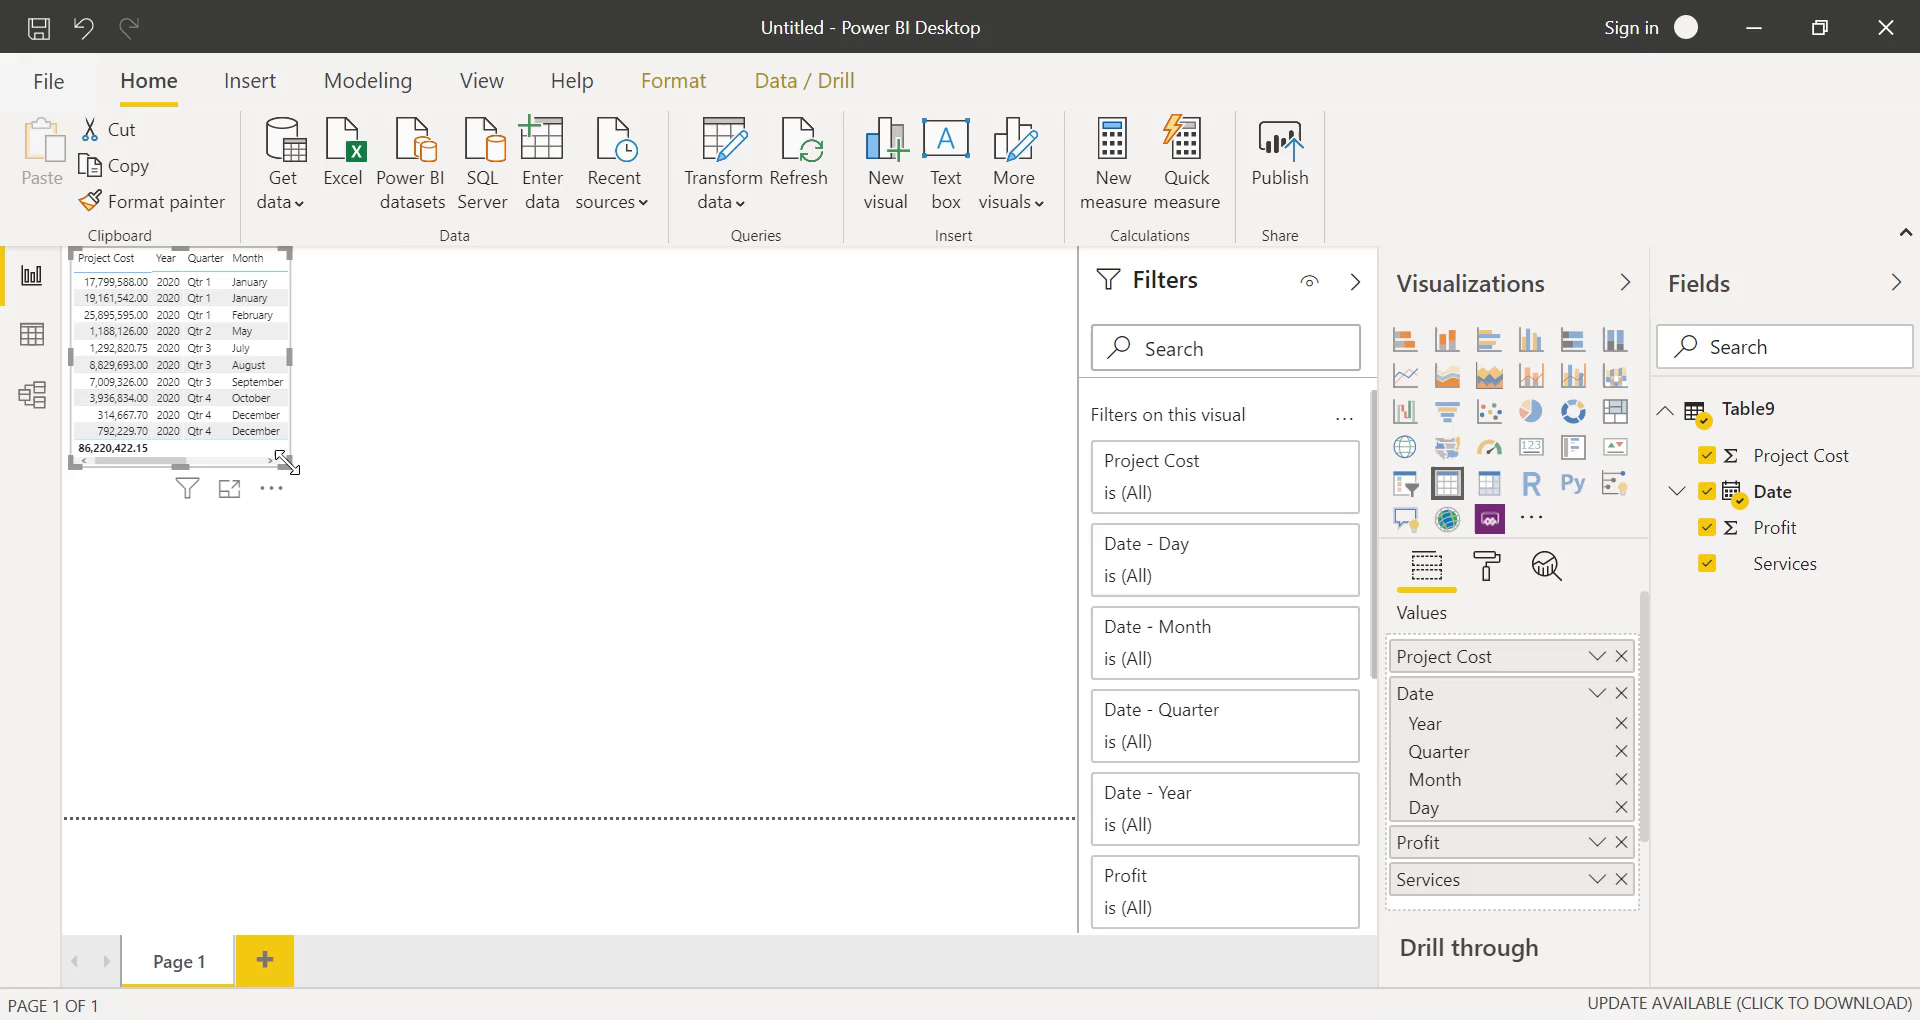 Untitled - Power BI Desktop
Sign in
File Home Insert Modeling View Help Format Data / Drill
Paste
Cut
Copy
Format painter
Clipboard
Get data
Excel
Power BI datasets
SQL Server
Enter data
Recent sources
Data
Transform data
Refresh
Queries
New visual
Text box
More visuals
Insert
New measure
Quick measure
Calculations
Publish
Share
Project Cost Year Quarter Month
17,799,588.00 2020 Qtr 1 January
19,161,542.00 2020 Qtr 1 January
25,895,595.00 2020 Qtr 1 February
1,188,126.00 2020 Qtr 2 May
1,292,820.75 2020 Qtr 3 July
8,829,693.00 2020 Qtr 3 August
7,009,326.00 2020 Qtr 3 September
3,936,834.00 2020 Qtr 4 October
314,667.70 2020 Qtr 4 December
792,229.70 2020 Qtr 4 December
86,220,422.15
Filters
Search
Filters on this visual
Project Cost
is (All)
Date - Day
is (All)
Date - Month
is (All)
Date - Quarter
is (All)
Date - Year
is (All)
Profit
is (All)
Visualizations
123
R
Py
Values
Project Cost
Date
Year
Quarter
Month
Day
Profit
Services
Drill through
Fields
Search
Table9
Project Cost
Date
Profit
Services
Page 1
PAGE 1 OF 1
UPDATE AVAILABLE (CLICK TO DOWNLOAD)